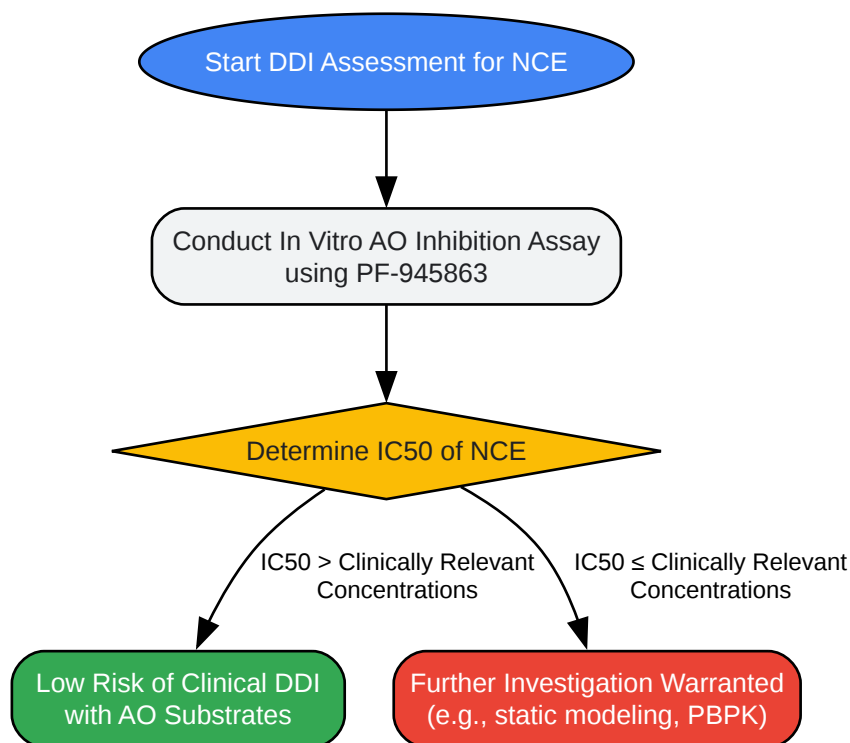 Start DDI Assessment for NCE
Conduct In Vitro AO Inhibition Assay
using PF-945863
Determine IC50 of NCE
IC50 > Clinically Relevant
Concentrations
IC50 ≤ Clinically Relevant
Concentrations
Low Risk of Clinical DDI
with AO Substrates
Further Investigation Warranted
(e.g., static modeling, PBPK)